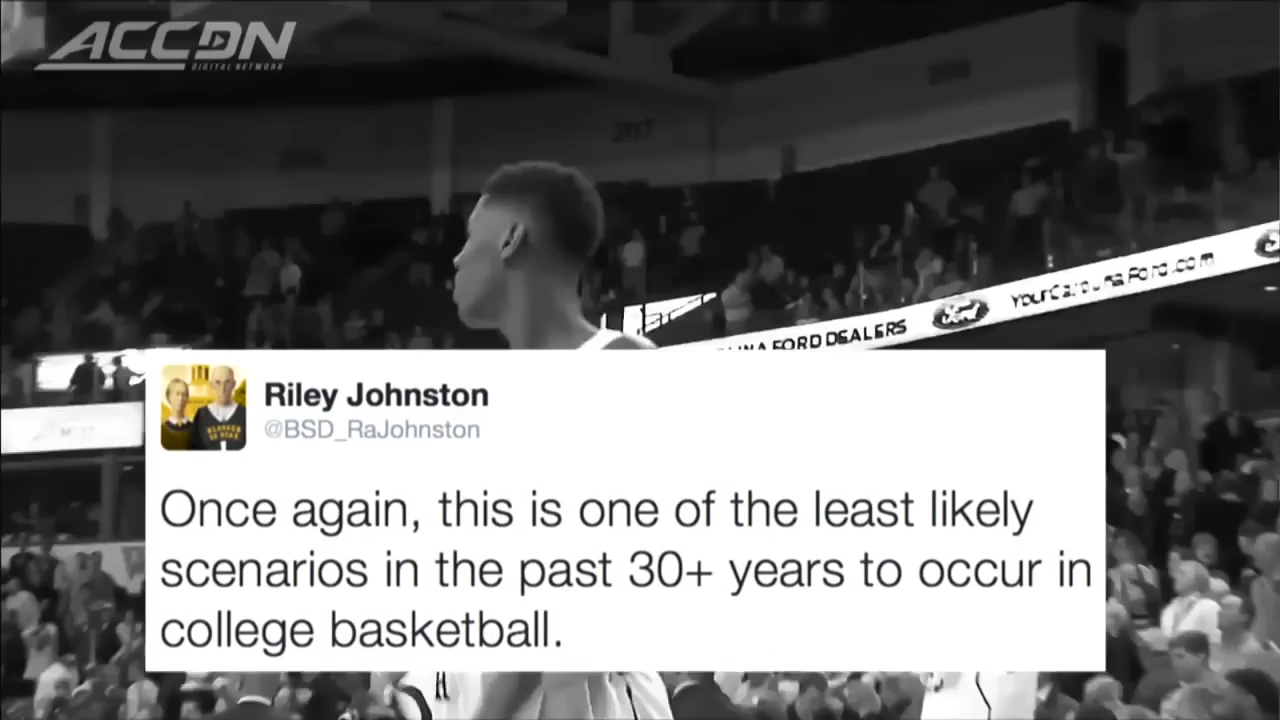 ACCDN
DIGITAL NETWORK
FORD DEALERS
Ford
Riley Johnston
@BSD_RaJohnston
Once again, this is one of the least likely
scenarios in the past 30+ years to occur in
college basketball.